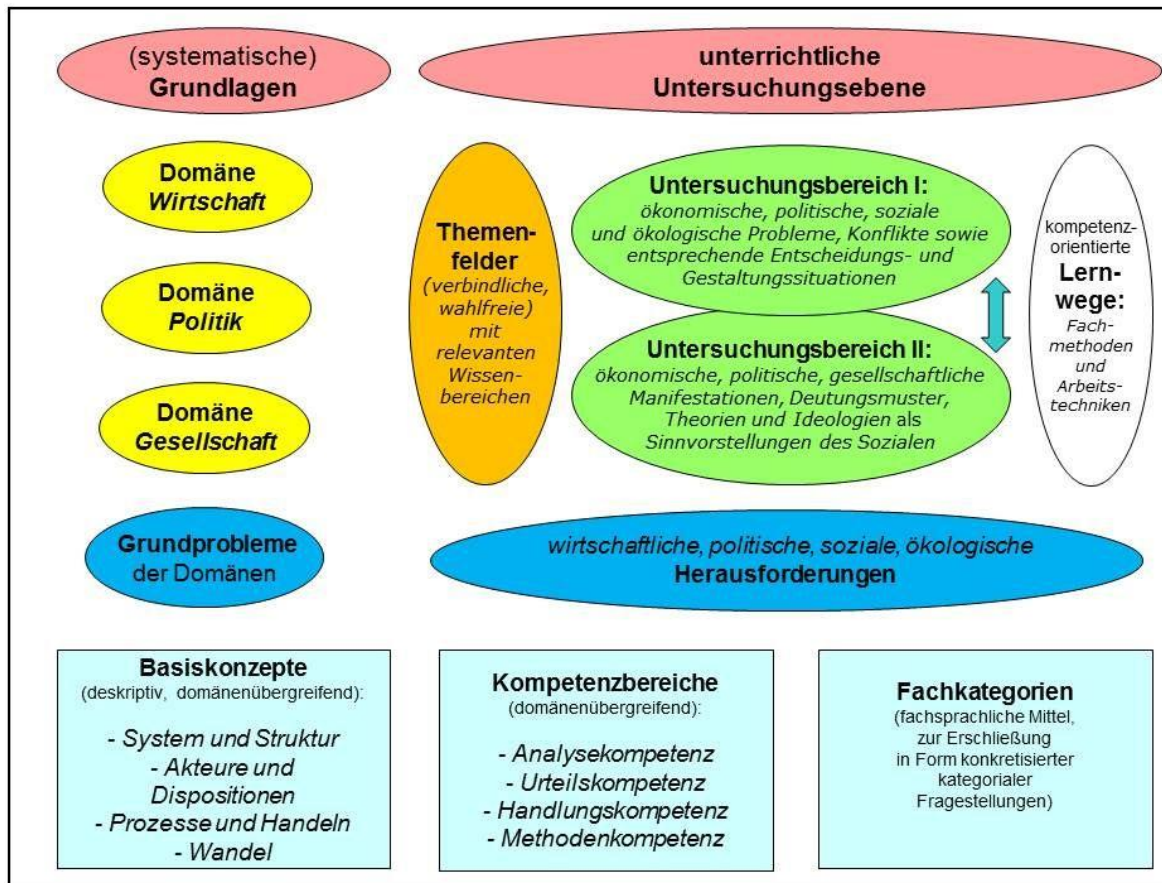 (systematische)
Grundlagen
unterrichtliche
Untersuchungsebene
Domäne
Wirtschaft
Domäne
Politik
Domäne
Gesellschaft
Themen-
felder
(verbindliche,
wahlfreie)
mit
relevanten
Wissen-
bereichen
Untersuchungsbereich I:
ökonomische, politische, soziale
und ökologische Probleme, Konflikte sowie
entsprechende Entscheidungs- und
Gestaltungssituationen
Untersuchungsbereich II:
ökonomische, politische, gesellschaftliche
Manifestationen, Deutungsmuster,
Theorien und Ideologien als
Sinnvorstellungen des Sozialen
kompetenz-
orientierte
Lern-
wege:
Fach-
methoden
und
Arbeits-
techniken
Grundprobleme
der Domänen
wirtschaftliche, politische, soziale, ökologische
Herausforderungen
Basiskonzepte
(deskriptiv, domänenübergreifend):
- System und Struktur
- Akteure und
Dispositionen
- Prozesse und Handeln
- Wandel
Kompetenzbereiche
(domänenübergreifend):
- Analysekompetenz
- Urteilskompetenz
- Handlungskompetenz
- Methodenkompetenz
Fachkategorien
(fachsprachliche Mittel,
zur Erschließung
in Form konkretisierter
kategorialer
Fragestellungen)